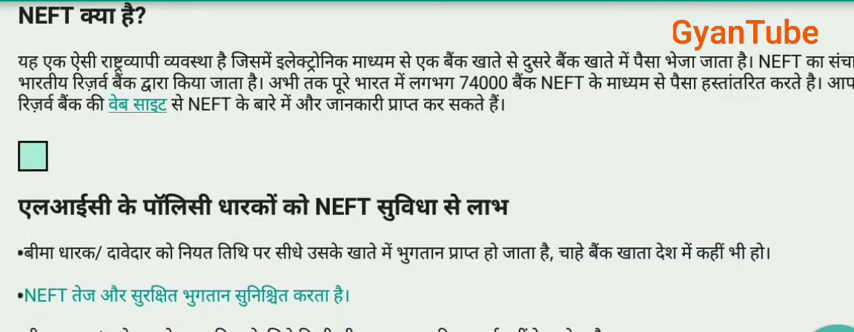 NEFT क्या है?
GyanTube
यह एक ऐसी राष्ट्रव्यापी व्यवस्था है जिसमें इलेक्ट्रोनिक माध्यम से एक बैंक खाते से दुसरे बैंक खाते में पैसा भेजा जाता है। NEFT का
भारतीय रिज़र्व बैंक द्वारा किया जाता है। अभी तक पूरे भारत में लगभग 74000 बैंक NEFT के माध्यम से पैसा हस्तांतरित करते है।
रिज़र्व बैंक की वेब साइट से NEFT के बारे में और जानकारी प्राप्त कर सकते हैं।
एलआईसी के पॉलिसी धारकों को NEFT सुविधा से लाभ
•बीमा धारक/ दावेदार को नियत तिथि पर सीधे उसके खाते में भुगतान प्राप्त हो जाता है, चाहे बैंक खाता देश में कहीं भी हो।
•NEFT तेज और सुरक्षित भुगतान सुनिश्चित करता है।